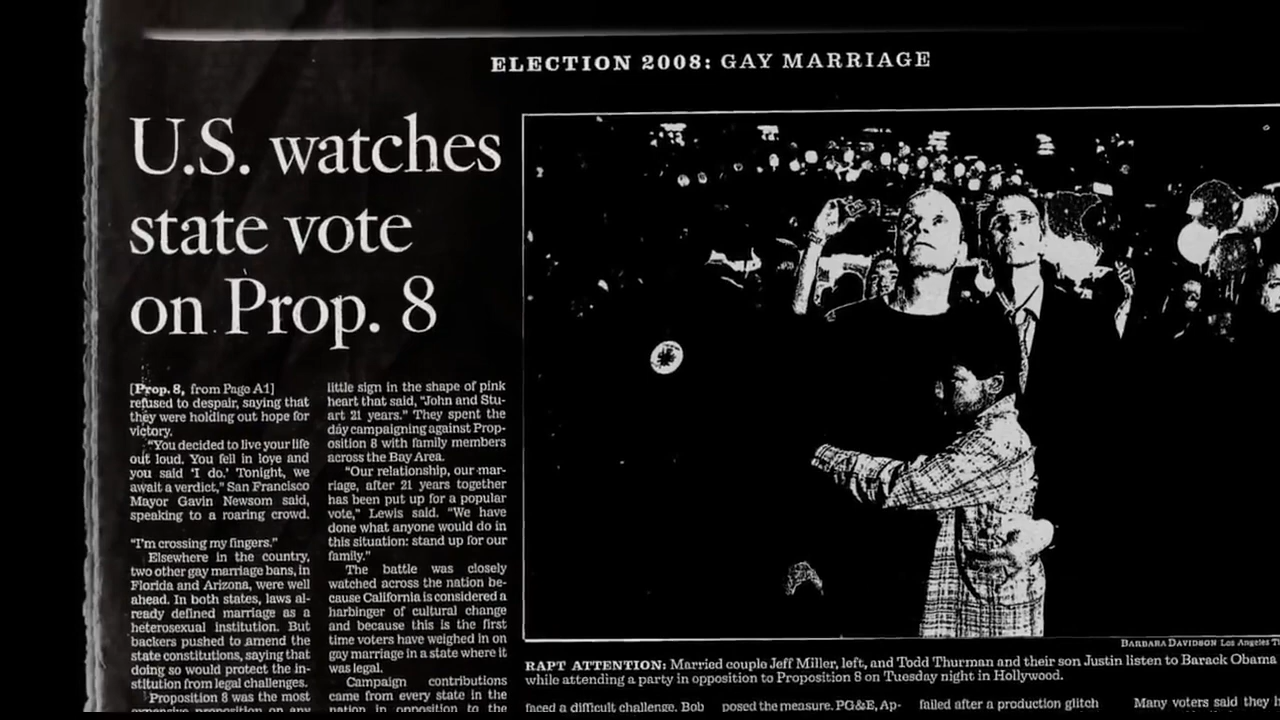 ELECTION 2008: GAY MARRIAGE
U.S. watches
state vote
on Prop. 8
[Prop. 8, from Page A1]
refused to despair, saying that
they were holding out hope for
victory.
"You decided to live your life
out loud. You fell in love and
you said 'I do.' Tonight, we
await a verdict," San Francisco
Mayor Gavin Newsom said,
speaking to a roaring crowd.
"I'm crossing my fingers."
Elsewhere in the country,
two other gay marriage bans, in
Florida and Arizona, were well
ahead. In both states, laws al-
ready defined marriage as a
heterosexual institution. But
backers pushed to amend the
state constitutions, saying that
doing so would protect the in-
stitution from legal challenges.
Proposition 8 was the most
expensive proposition on any
little sign in the shape of pink
heart that said, "John and Stu-
art 21 years." They spent the
day campaigning against Prop-
osition 8 with family members
across the Bay Area.
"Our relationship, our mar-
riage, after 21 years together
has been put up for a popular
vote," Lewis said. "We have
done what anyone would do in
this situation: stand up for our
family."
The battle was closely
watched across the nation be-
cause California is considered a
harbinger of cultural change
and because this is the first
time voters have weighed in on
gay marriage in a state where it
was legal.
Campaign contributions
came from every state in the
nation in opposition to the
BARBARA DAVIDSON Los Angeles
RAPT ATTENTION: Married couple Jeff Miller, left, and Todd Thurman and their son Justin listen to Barack Obama
while attending a party in opposition to Proposition 8 on Tuesday night in Hollywood.
faced a difficult challenge. Bob
posed the measure. PG&E, Ap-
failed after a production glitch
Many voters said they